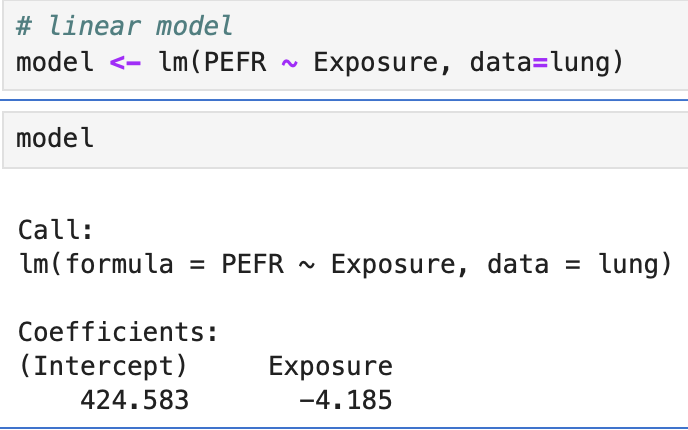 # linear model
model <- lm(PEFR ~ Exposure, data=lung)
model
Call:
lm(formula = PEFR ~ Exposure, data = lung)
Coefficients:
(Intercept)     Exposure
    424.583       -4.185